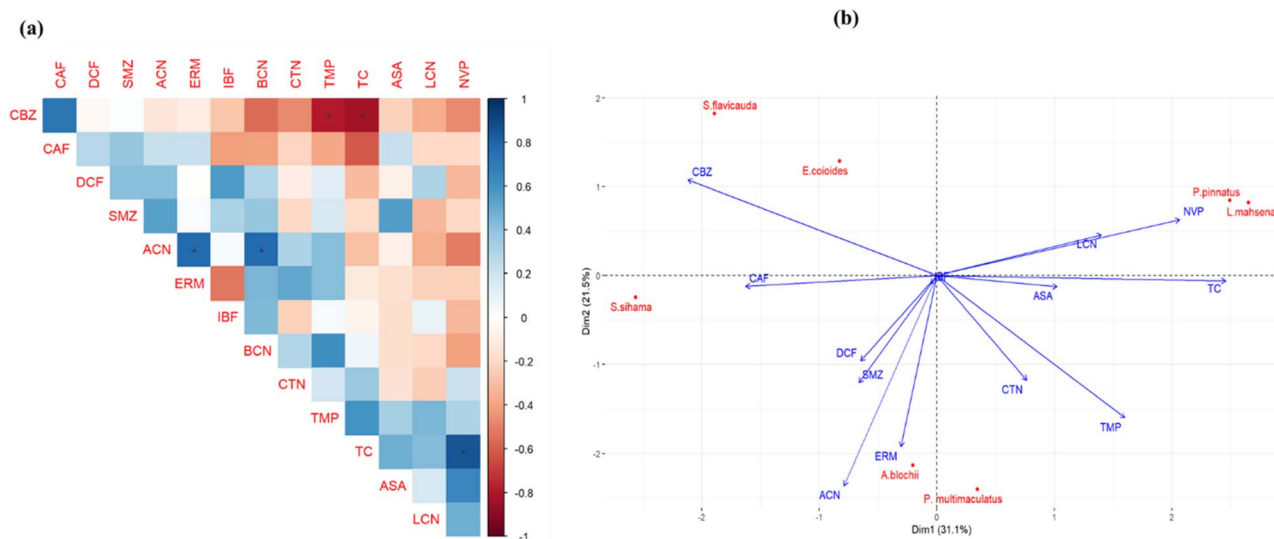 (a)
CAF DCF SMZ ACN ERM IBF BCN CTN TMP TC ASA LCN NVP
CBZ
CAF
DCF
SMZ
ACN
ERM
IBF
BCN
CTN
TMP
TC
ASA
LCN
1
0.8
0.6
0.4
0.2
0
-0.2
-0.4
-0.6
-0.8
-1
(b)
2
1
0
-1
-2
Dim2 (21.5%)
S.flavicauda
E.coioides
CBZ
P.pinnatus
L.mahsena
NVP
LCN
CAF
ASA
TC
S.sihama
DCF
SMZ
CTN
TMP
ERM
A.blochii
ACN
P. multimaculatus
-2 -1 0 1 2
Dim1 (31.1%)